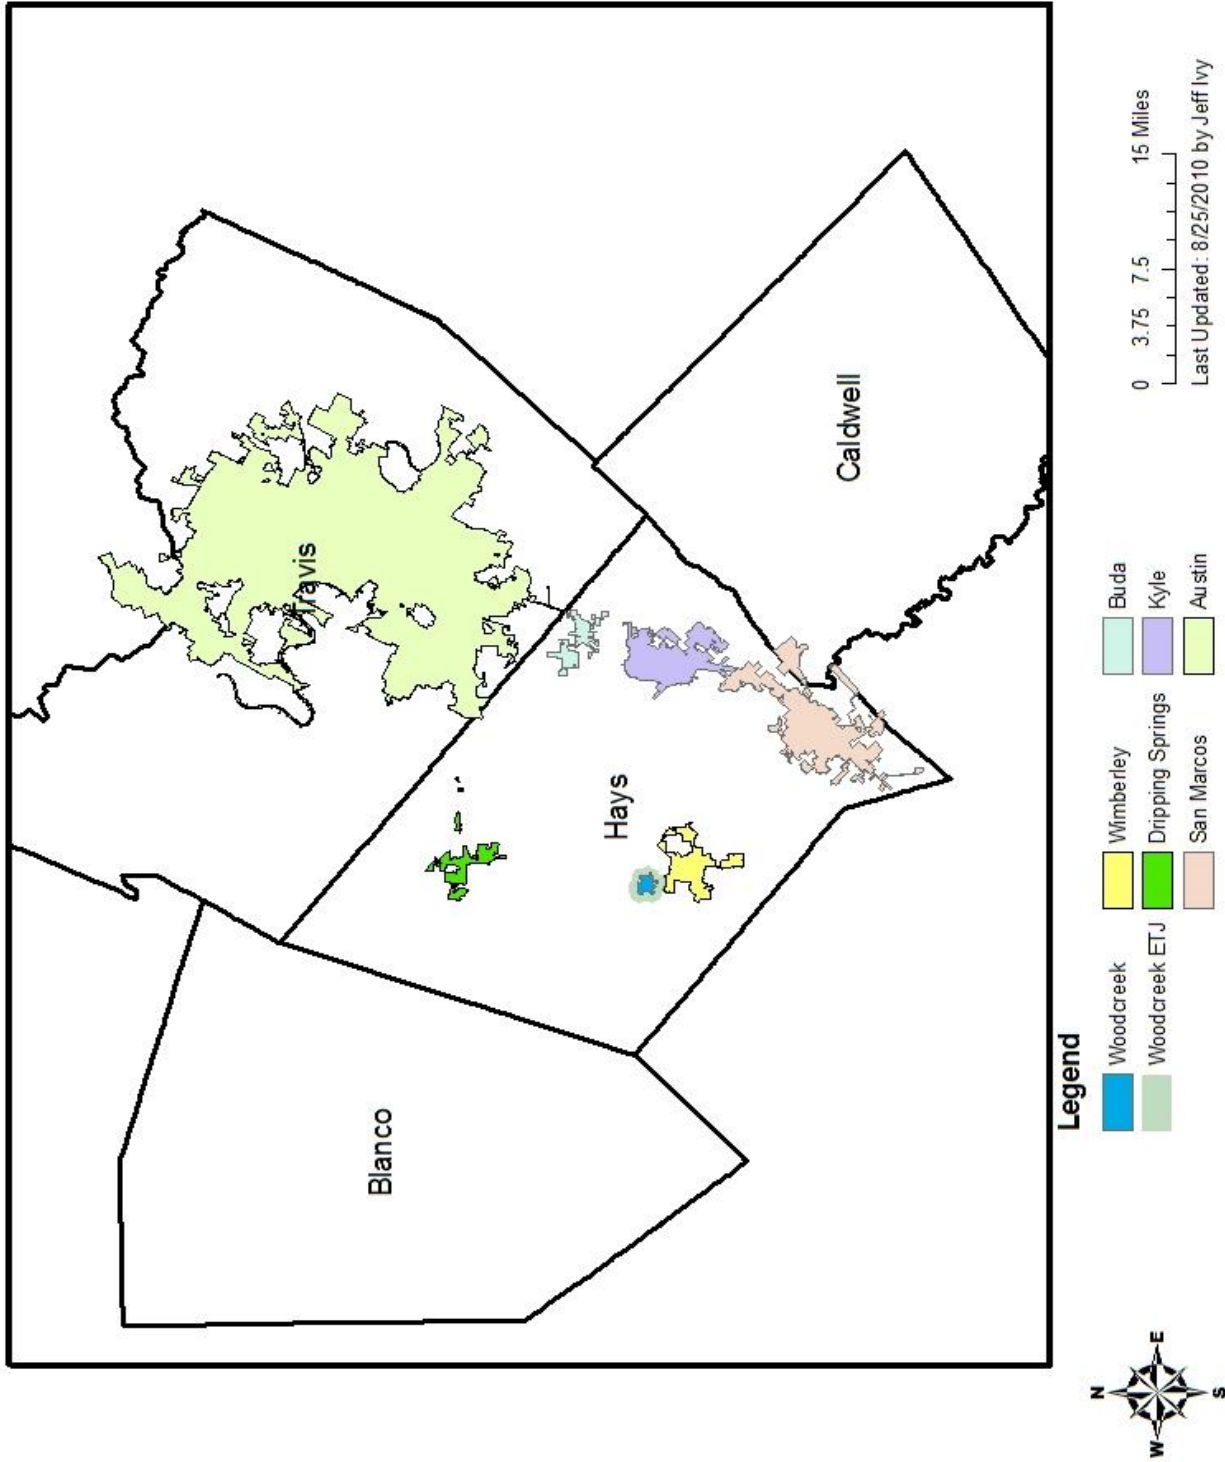 Travis
Blanco
Hays
Caldwell
Legend
Woodcreek
Woodcreek ETJ
Wimberley
Dripping Springs
San Marcos
Buda
Kyle
Austin
0 3.75 7.5 15 Miles
Last Updated: 8/25/2010 by Jeff Ivy
N
W E
S